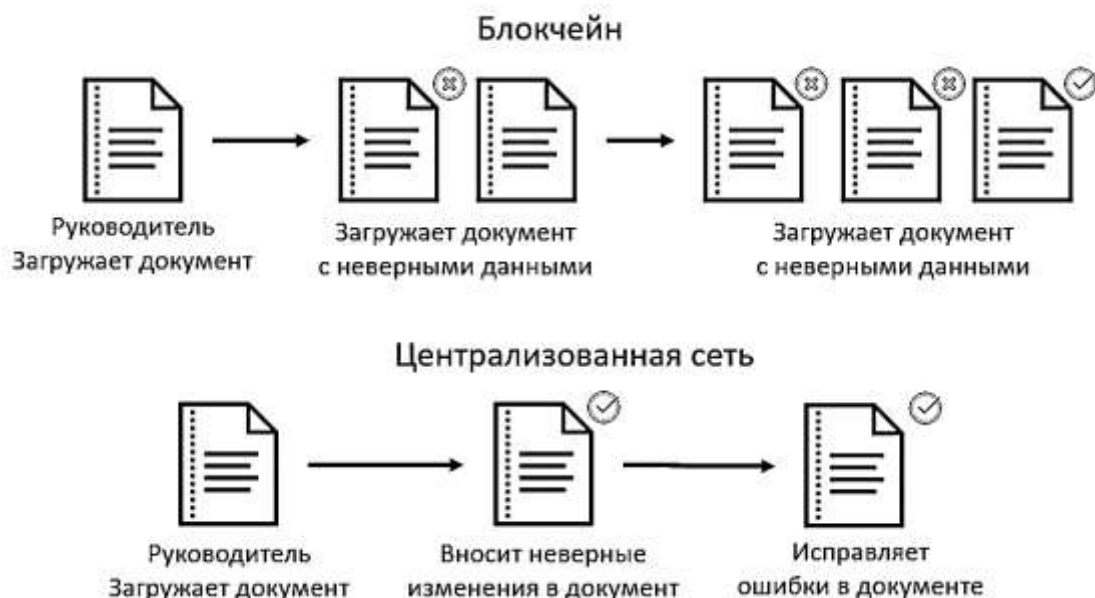 Блокчейн
Руководитель
Загружает документ
Загружает документ
с неверными данными
Загружает документ
с неверными данными
Централизованная сеть
Руководитель
Загружает документ
Вносит неверные
изменения в документ
Исправляет
ошибки в документе